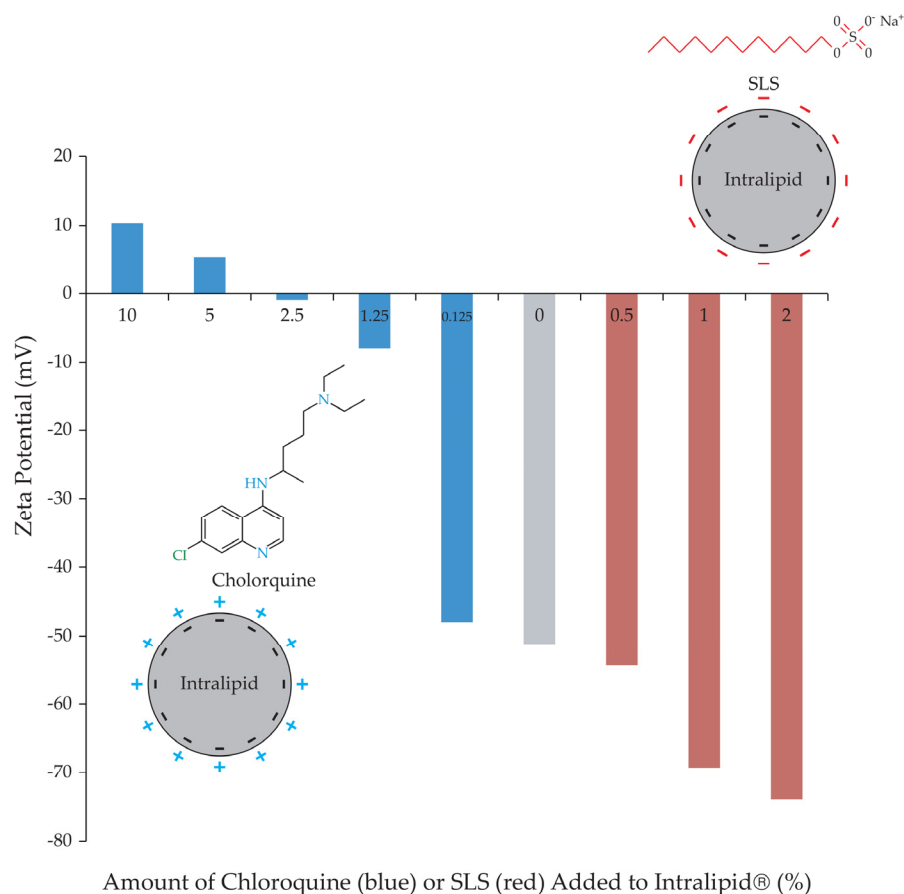 O
O⁻ Na⁺
S
O
O
SLS
Intralipid
20
10
0
-10
-20
-30
-40
-50
-60
-70
-80
Zeta Potential (mV)
10 5 2.5 1.25 0.125 0 0.5 1 2
N
HN
N
Cl
Cholorquine
Intralipid
Amount of Chloroquine (blue) or SLS (red) Added to Intralipid® (%)